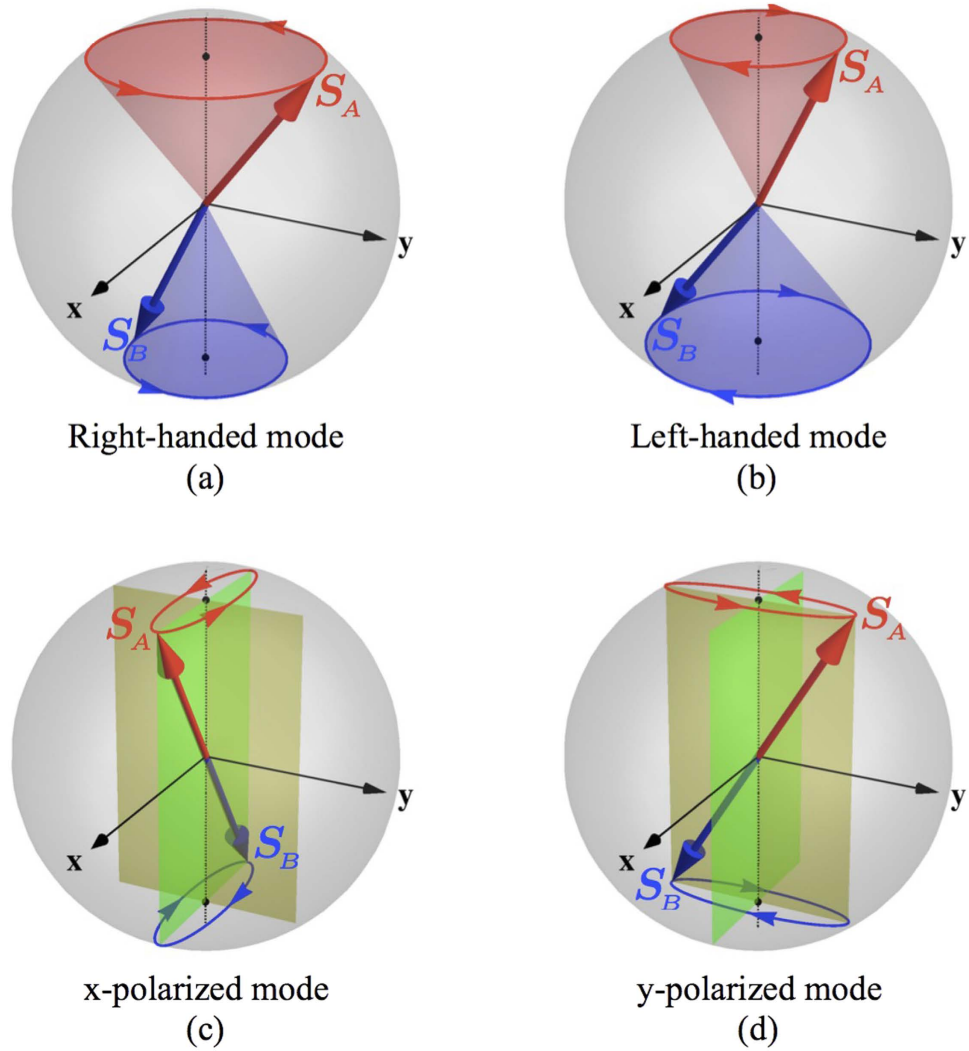 S_A
S_B
x
y
Right-handed mode
(a)
S_A
S_B
x
y
Left-handed mode
(b)
S_A
S_B
x
y
x-polarized mode
(c)
S_A
S_B
x
y
y-polarized mode
(d)